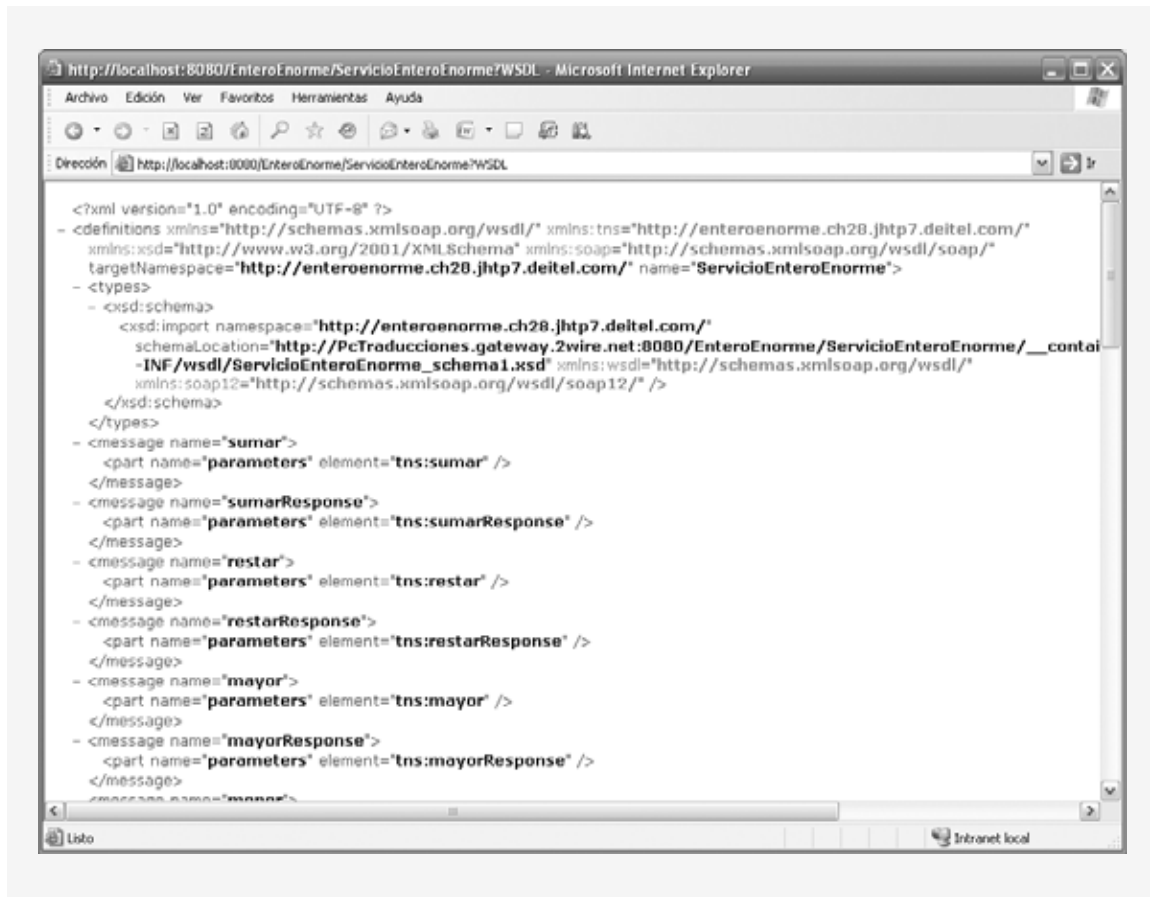 http://localhost:8080/EnteroEnorme/ServicioEnteroEnorme?WSDL - Microsoft Internet Explorer
Archivo Edición Ver Favoritos Herramientas Ayuda
Dirección http://localhost:8080/EnteroEnorme/ServicioEnteroEnorme?WSDL Ir
<?xml version="1.0" encoding="UTF-8" ?>
- <definitions xmlns="http://schemas.xmlsoap.org/wsdl/" xmlns:tns="http://enteroenorme.ch28.jhtp7.deitel.com/"
xmlns:xsd="http://www.w3.org/2001/XMLSchema" xmlns:soap="http://schemas.xmlsoap.org/wsdl/soap/"
targetNamespace="http://enteroenorme.ch28.jhtp7.deitel.com/" name="ServicioEnteroEnorme">
- <types>
- <xsd:schema>
<xsd:import namespace="http://enteroenorme.ch28.jhtp7.deitel.com/"
schemaLocation="http://PcTraducciones.gateway.2wire.net:8080/EnteroEnorme/ServicioEnteroEnorme/__contai
-INF/wsdl/ServicioEnteroEnorme_schema1.xsd" xmlns:wsdl="http://schemas.xmlsoap.org/wsdl/"
xmlns:soap12="http://schemas.xmlsoap.org/wsdl/soap12/" />
</xsd:schema>
</types>
- <message name="sumar">
<part name="parameters" element="tns:sumar" />
</message>
- <message name="sumarResponse">
<part name="parameters" element="tns:sumarResponse" />
</message>
- <message name="restar">
<part name="parameters" element="tns:restar" />
</message>
- <message name="restarResponse">
<part name="parameters" element="tns:restarResponse" />
</message>
- <message name="mayor">
<part name="parameters" element="tns:mayor" />
</message>
- <message name="mayorResponse">
<part name="parameters" element="tns:mayorResponse" />
</message>
- <message name="menor">
Listo Intranet local